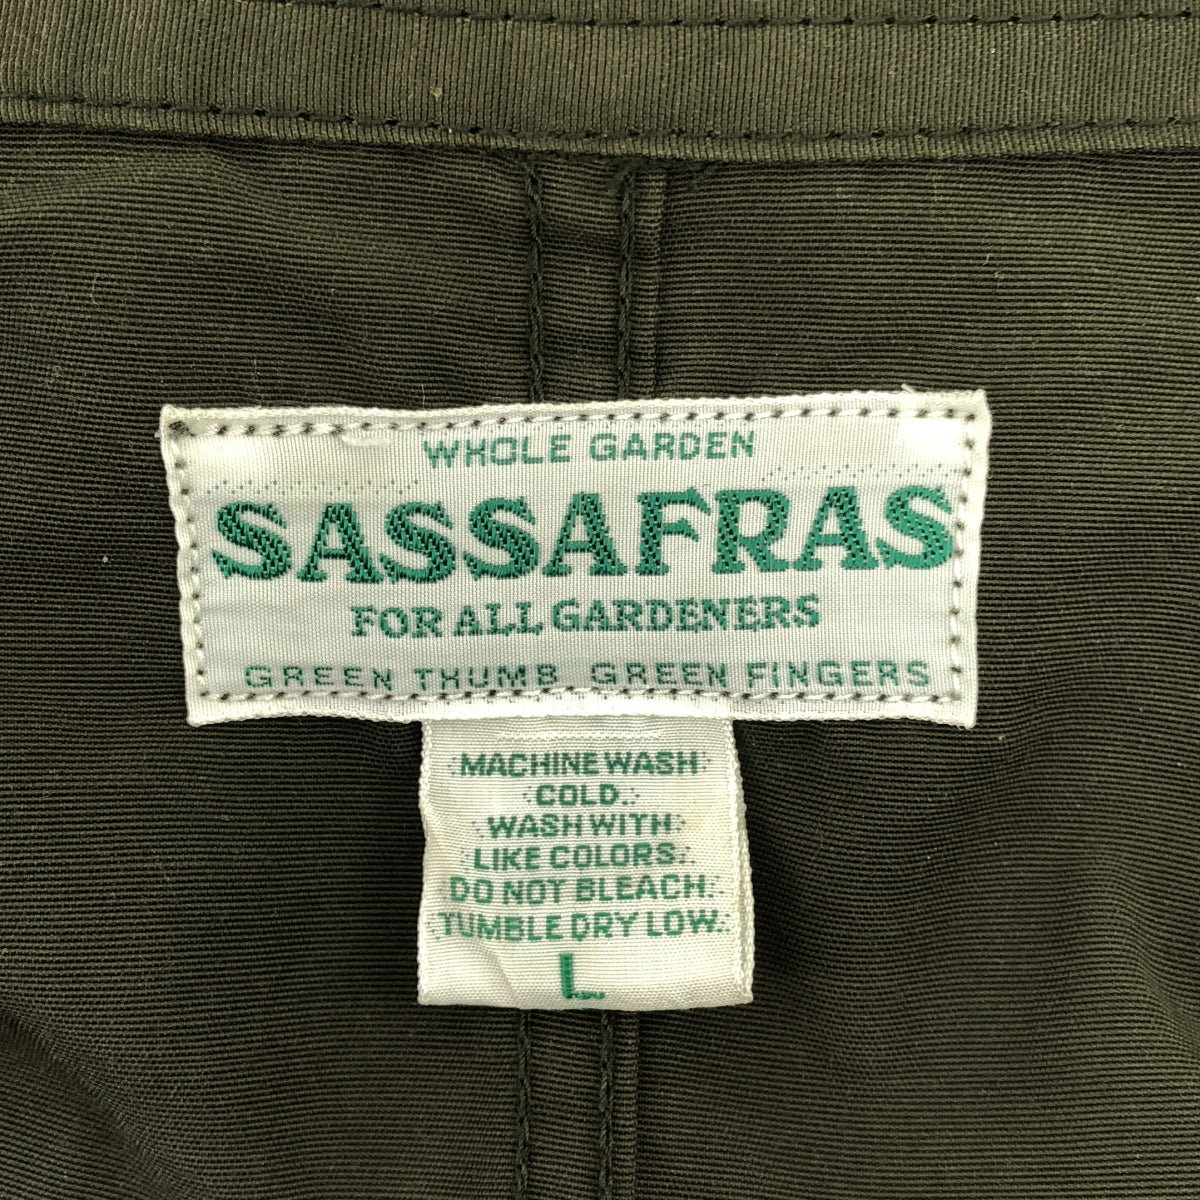 WHOLE GARDEN
SASSAFRAS
FOR ALL GARDENERS
GREEN THUMB GREEN FINGERS
MACHINE WASH
COLD.
WASH WITH
LIKE COLORS.
DO NOT BLEACH.
TUMBLE DRY LOW.
L